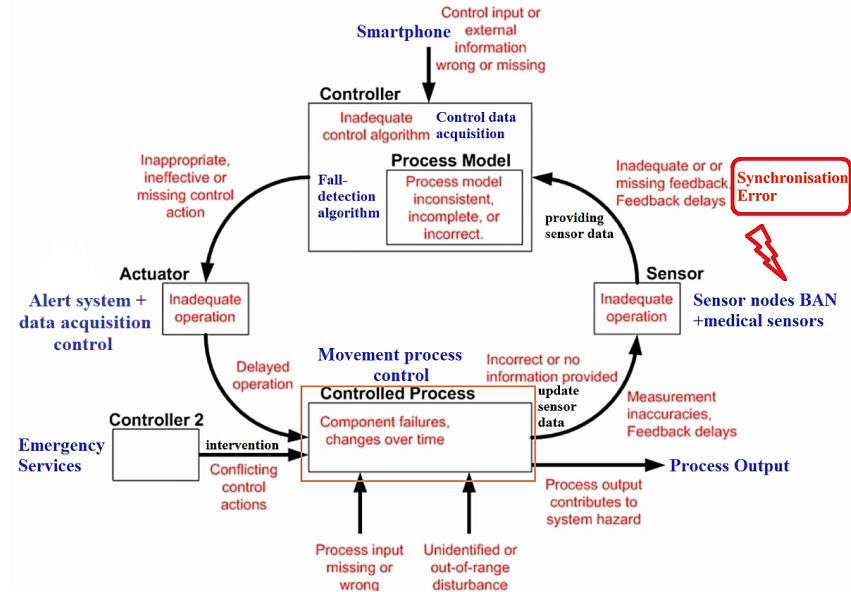 Smartphone
Control input or
external
information
wrong or missing
Controller
Inadequate
control algorithm
Control data
acquisition
Process Model
Process model
inconsistent,
incomplete, or
incorrect.
Fall-
detection
algorithm
Inappropriate,
ineffective or
missing control
action
Inadequate or or
missing feedback,
Feedback delays
Synchronisation
Error
providing
sensor data
Actuator
Inadequate
operation
Alert system +
data acquisition
control
Sensor
Inadequate
operation
Sensor nodes BAN
+medical sensors
Delayed
operation
Movement process
control
Incorrect or no
information provided
Controlled Process
Component failures,
changes over time
update
sensor
data
Measurement
inaccuracies,
Feedback delays
Controller 2
Emergency
Services
intervention
Conflicting
control
actions
Process Output
Process output
contributes to
system hazard
Process input
missing or
wrong
Unidentified or
out-of-range
disturbance